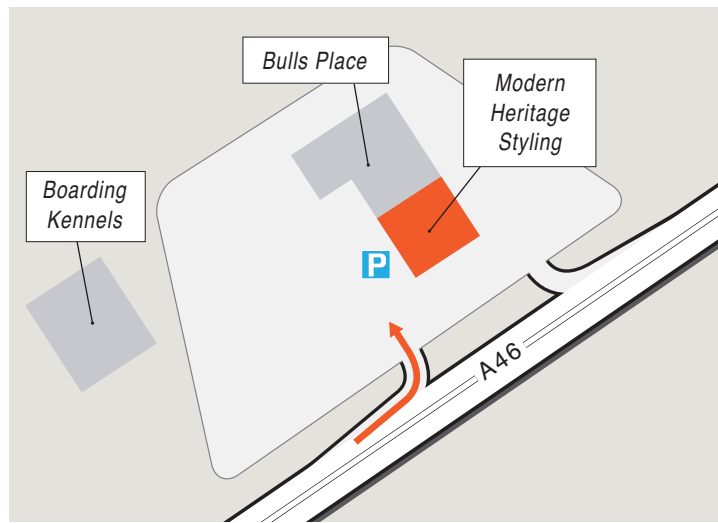 Bulls Place
Modern
Heritage
Styling
Boarding
Kennels
P
A46